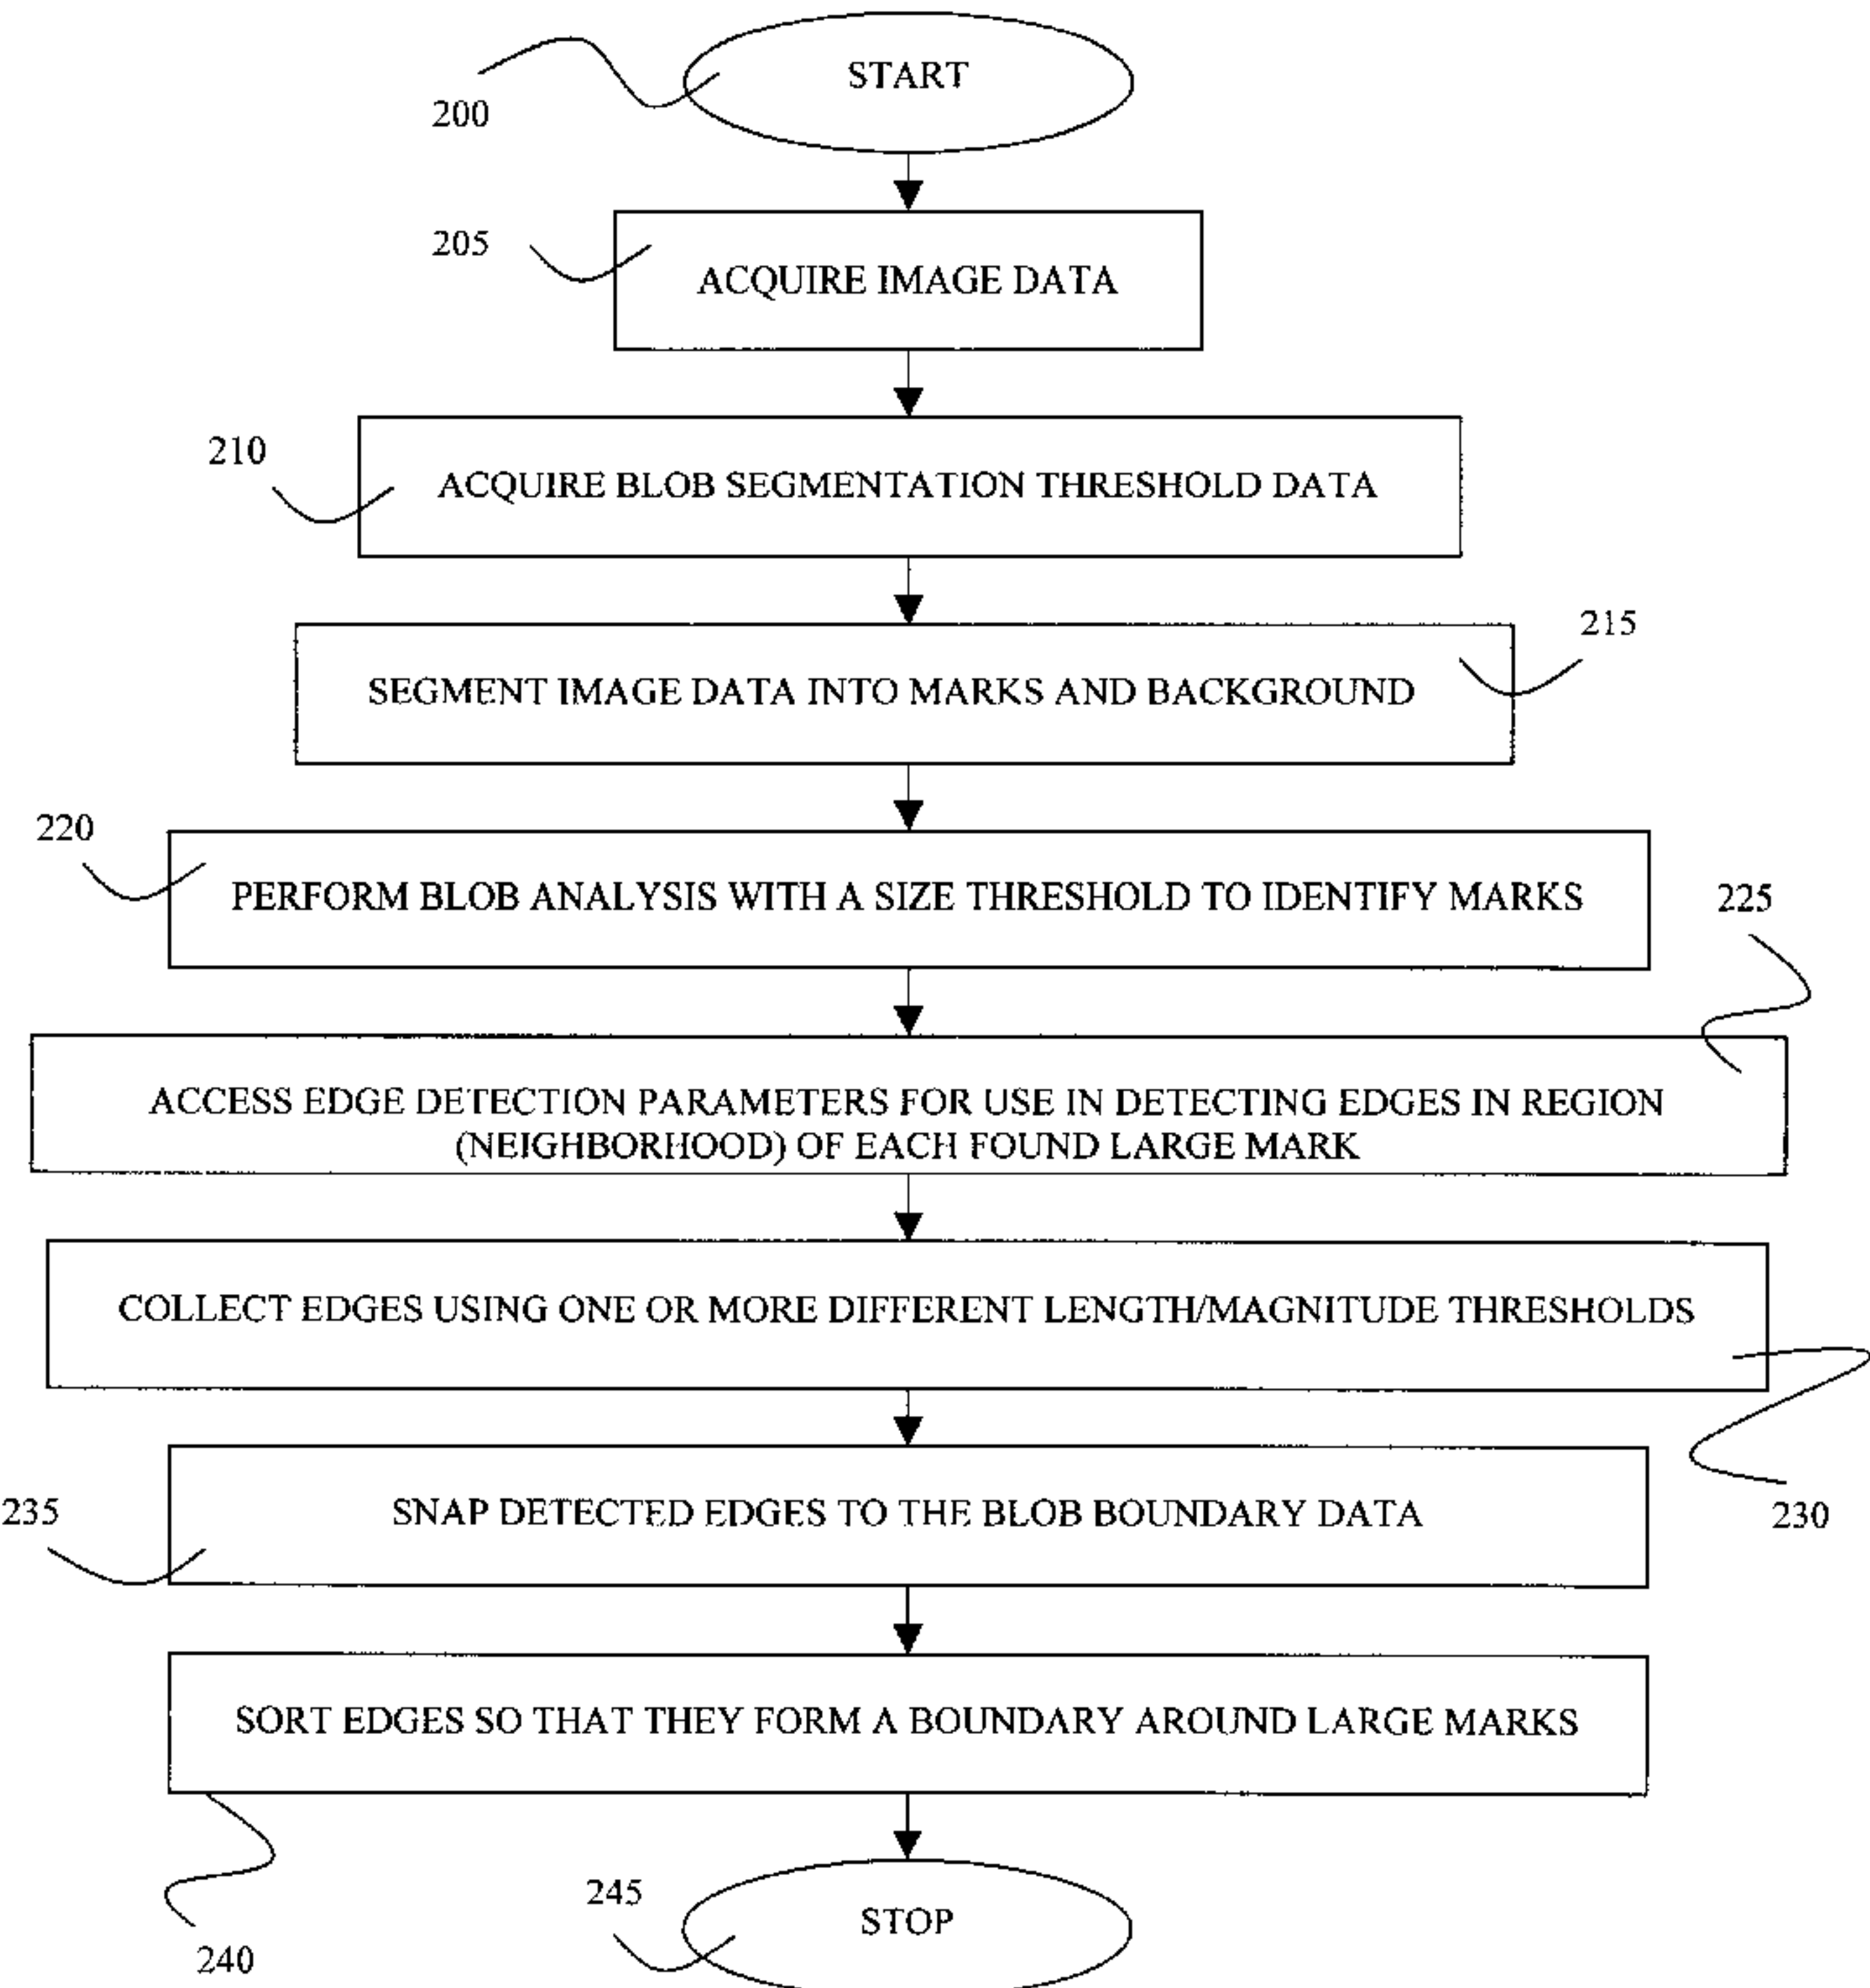 START
200
205
ACQUIRE IMAGE DATA
210
ACQUIRE BLOB SEGMENTATION THRESHOLD DATA
215
SEGMENT IMAGE DATA INTO MARKS AND BACKGROUND
220
PERFORM BLOB ANALYSIS WITH A SIZE THRESHOLD TO IDENTIFY MARKS
225
ACCESS EDGE DETECTION PARAMETERS FOR USE IN DETECTING EDGES IN REGION
(NEIGHBORHOOD) OF EACH FOUND LARGE MARK
COLLECT EDGES USING ONE OR MORE DIFFERENT LENGTH/MAGNITUDE THRESHOLDS
230
235
SNAP DETECTED EDGES TO THE BLOB BOUNDARY DATA
SORT EDGES SO THAT THEY FORM A BOUNDARY AROUND LARGE MARKS
240
245
STOP